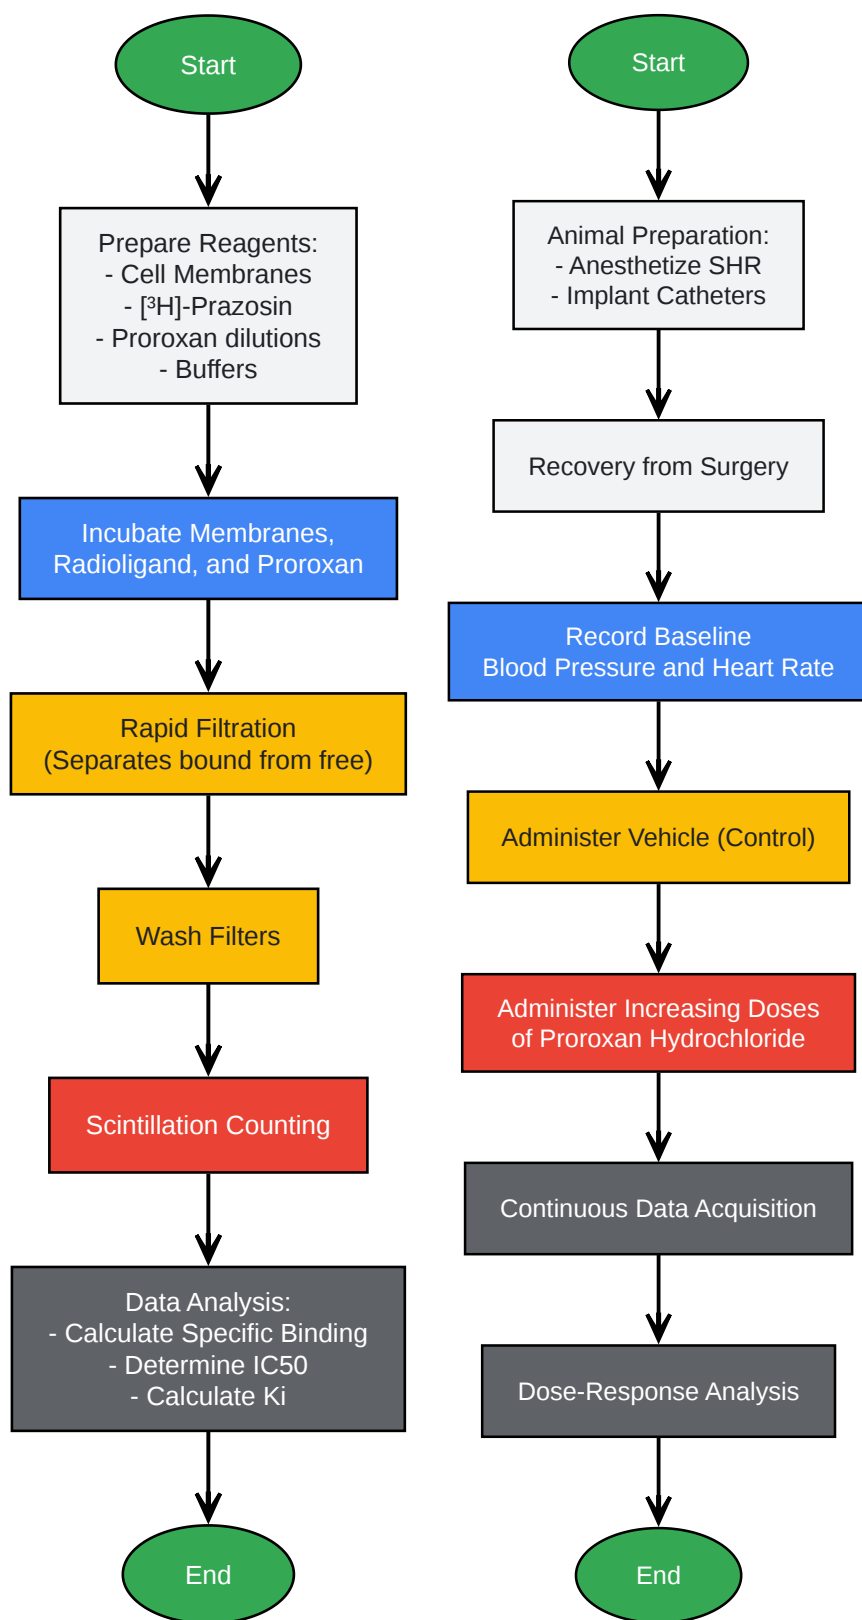 Start
Prepare Reagents:
- Cell Membranes
- [³H]-Prazosin
- Proroxan dilutions
- Buffers
Incubate Membranes,
Radioligand, and Proroxan
Rapid Filtration
(Separates bound from free)
Wash Filters
Scintillation Counting
Data Analysis:
- Calculate Specific Binding
- Determine IC50
- Calculate Ki
End
Start
Animal Preparation:
- Anesthetize SHR
- Implant Catheters
Recovery from Surgery
Record Baseline
Blood Pressure and Heart Rate
Administer Vehicle (Control)
Administer Increasing Doses
of Proroxan Hydrochloride
Continuous Data Acquisition
Dose-Response Analysis
End